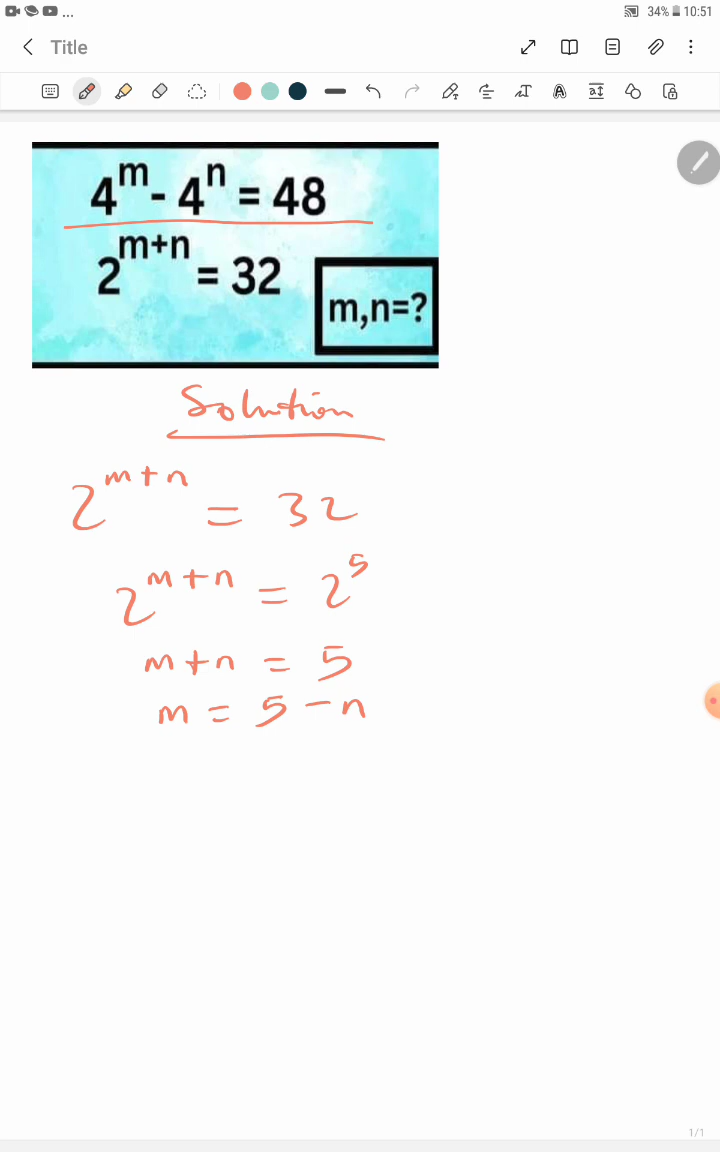 ... 34% 10:51
Title
4^m - 4^n = 48
2^m+n = 32
m,n=?
Solution
2^m+n = 32
2^m+n = 2^5
m+n = 5
m = 5-n
1/1